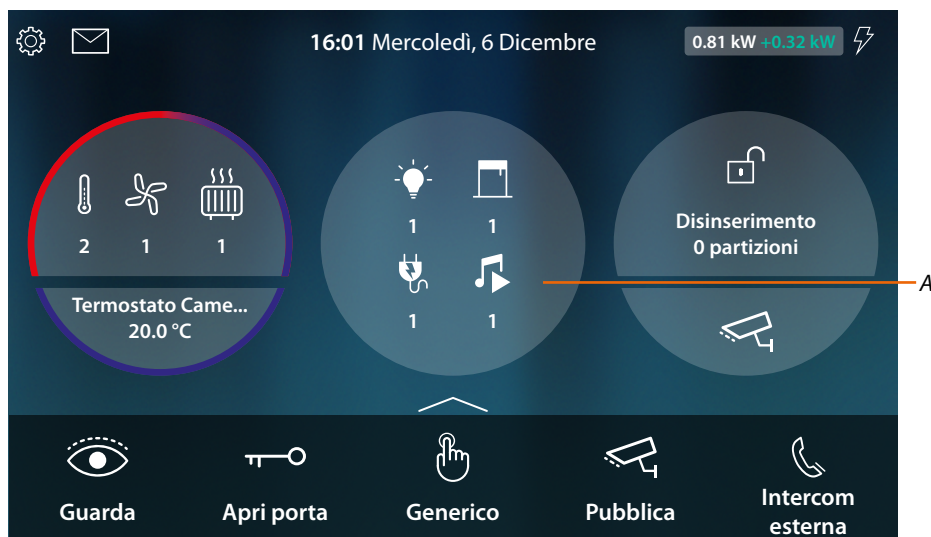 16:01 Mercoledì, 6 Dicembre
0.81 kW +0.32 kW
2 1 1
Termostato Came...
20.0 °C
1 1
1 1
Disinserimento
0 partizioni
A
Guarda
Apri porta
Generico
Pubblica
Intercom
esterna